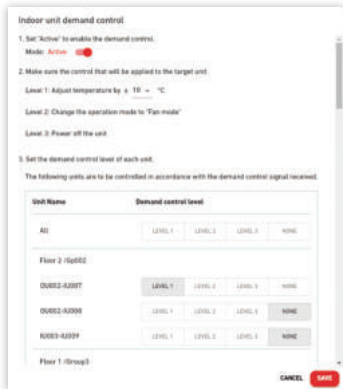 Indoor unit demand control
1. Set "Active" to enable the demand control.
Mode: Active
2. Make sure the control that will be applied to the target unit
Level 1: Adjust temperature by ± 10 °C
Level 2: Change the operation mode to "Fan mode"
Level 3: Power off the unit
3. Set the demand control level of each unit.
The following units are to be controlled in accordance with the demand control signal received.
Unit Name Demand control level
All LEVEL 1 LEVEL 2 LEVEL 3 NONE
Floor 2 /Gp002
OU002-IU007 LEVEL 1 LEVEL 2 LEVEL 3 NONE
OU002-IU008 LEVEL 1 LEVEL 2 LEVEL 3 NONE
IU003-IU009 LEVEL 1 LEVEL 2 LEVEL 3 NONE
Floor 1 /Group3
CANCEL SAVE